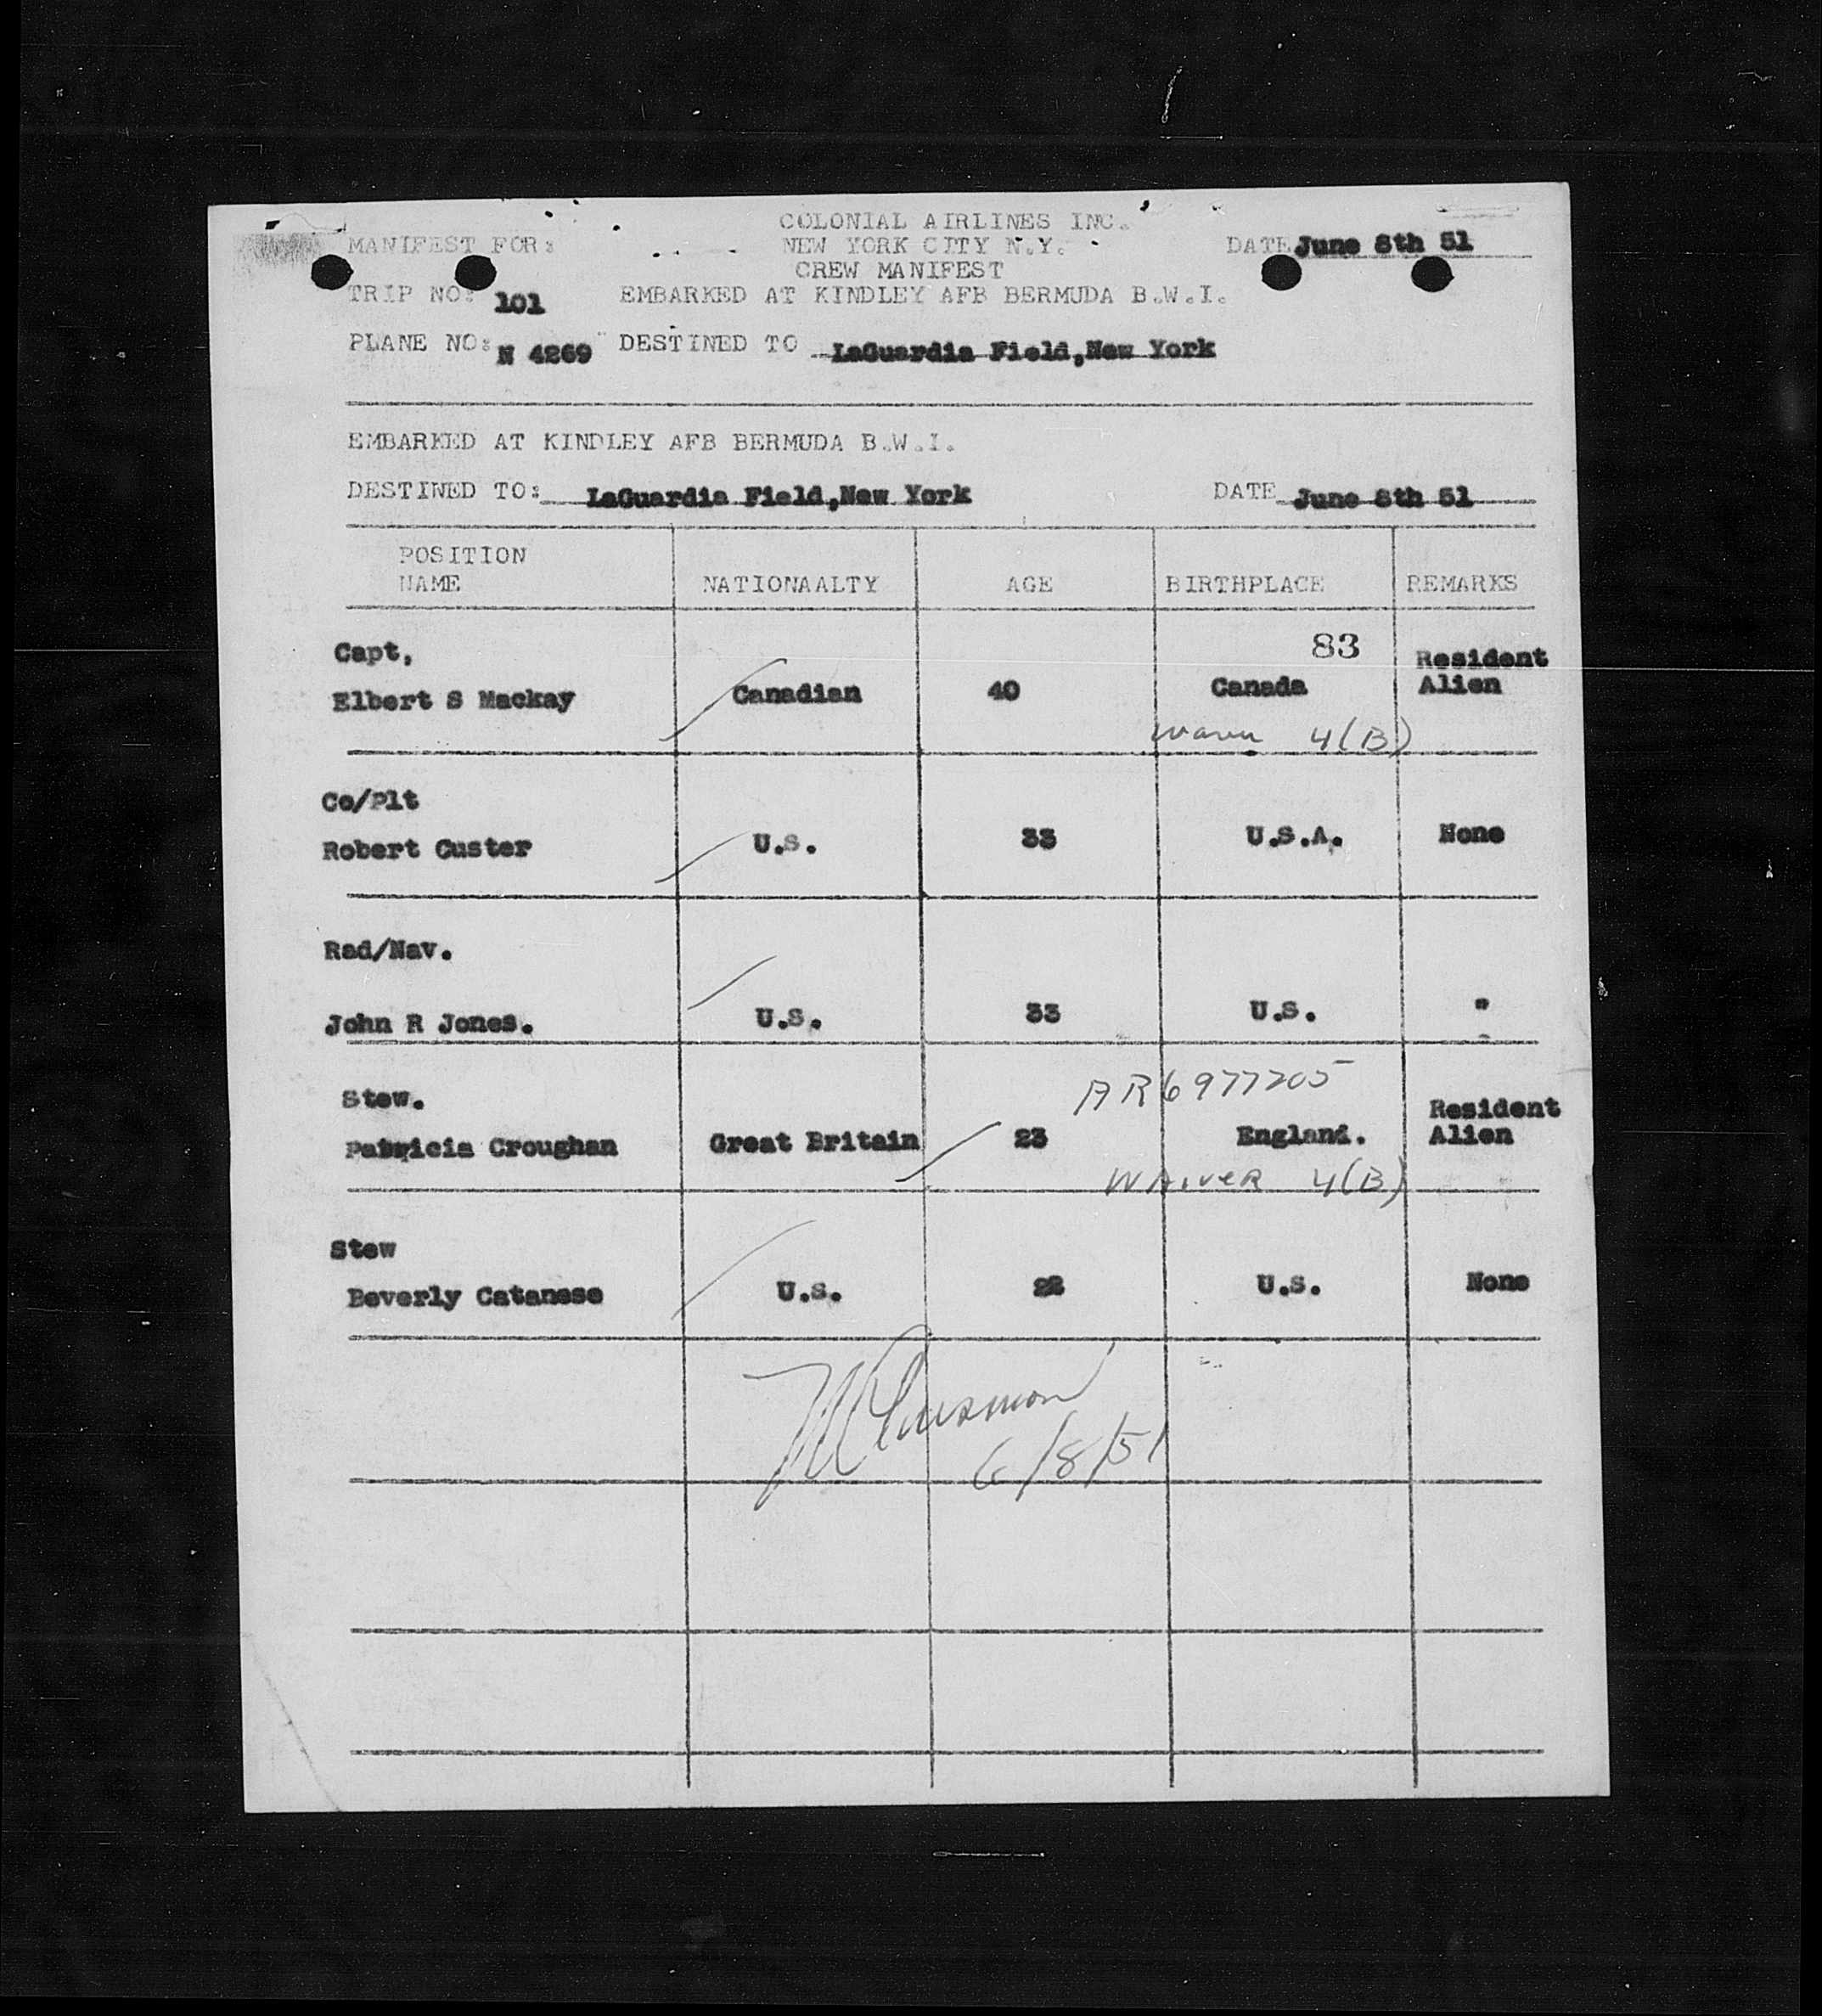 COLONIAL AIRLINES INC.
MANIFEST FOR: NEW YORK CITY N.Y. DATE June 8th 51
CREW MANIFEST
TRIP NO: 101 EMBARKED AT KINDLEY AFB BERMUDA B.W.I.
PLANE NO: N 4269 DESTINED TO LaGuardia Field,New York
EMBARKED AT KINDLEY AFB BERMUDA B.W.I.
DESTINED TO: LaGuardia Field,New York DATE June 8th 51
POSITION
NAME NATIONAALTY AGE BIRTHPLACE REMARKS
83
Capt, Resident
Elbert S Mackay Canadian 40 Canada Alien
4(B)
Co/Plt
Robert Custer U.S. 33 U.S.A. None
Rad/Nav.
John R Jones. U.S. 33 U.S. "
AR6977205
Stew. Resident
Patricia Croughan Great Britain 23 England. Alien
WAIVER 4(B)
Stew
Beverly Catanese U.S. 22 U.S. None
6/8/51